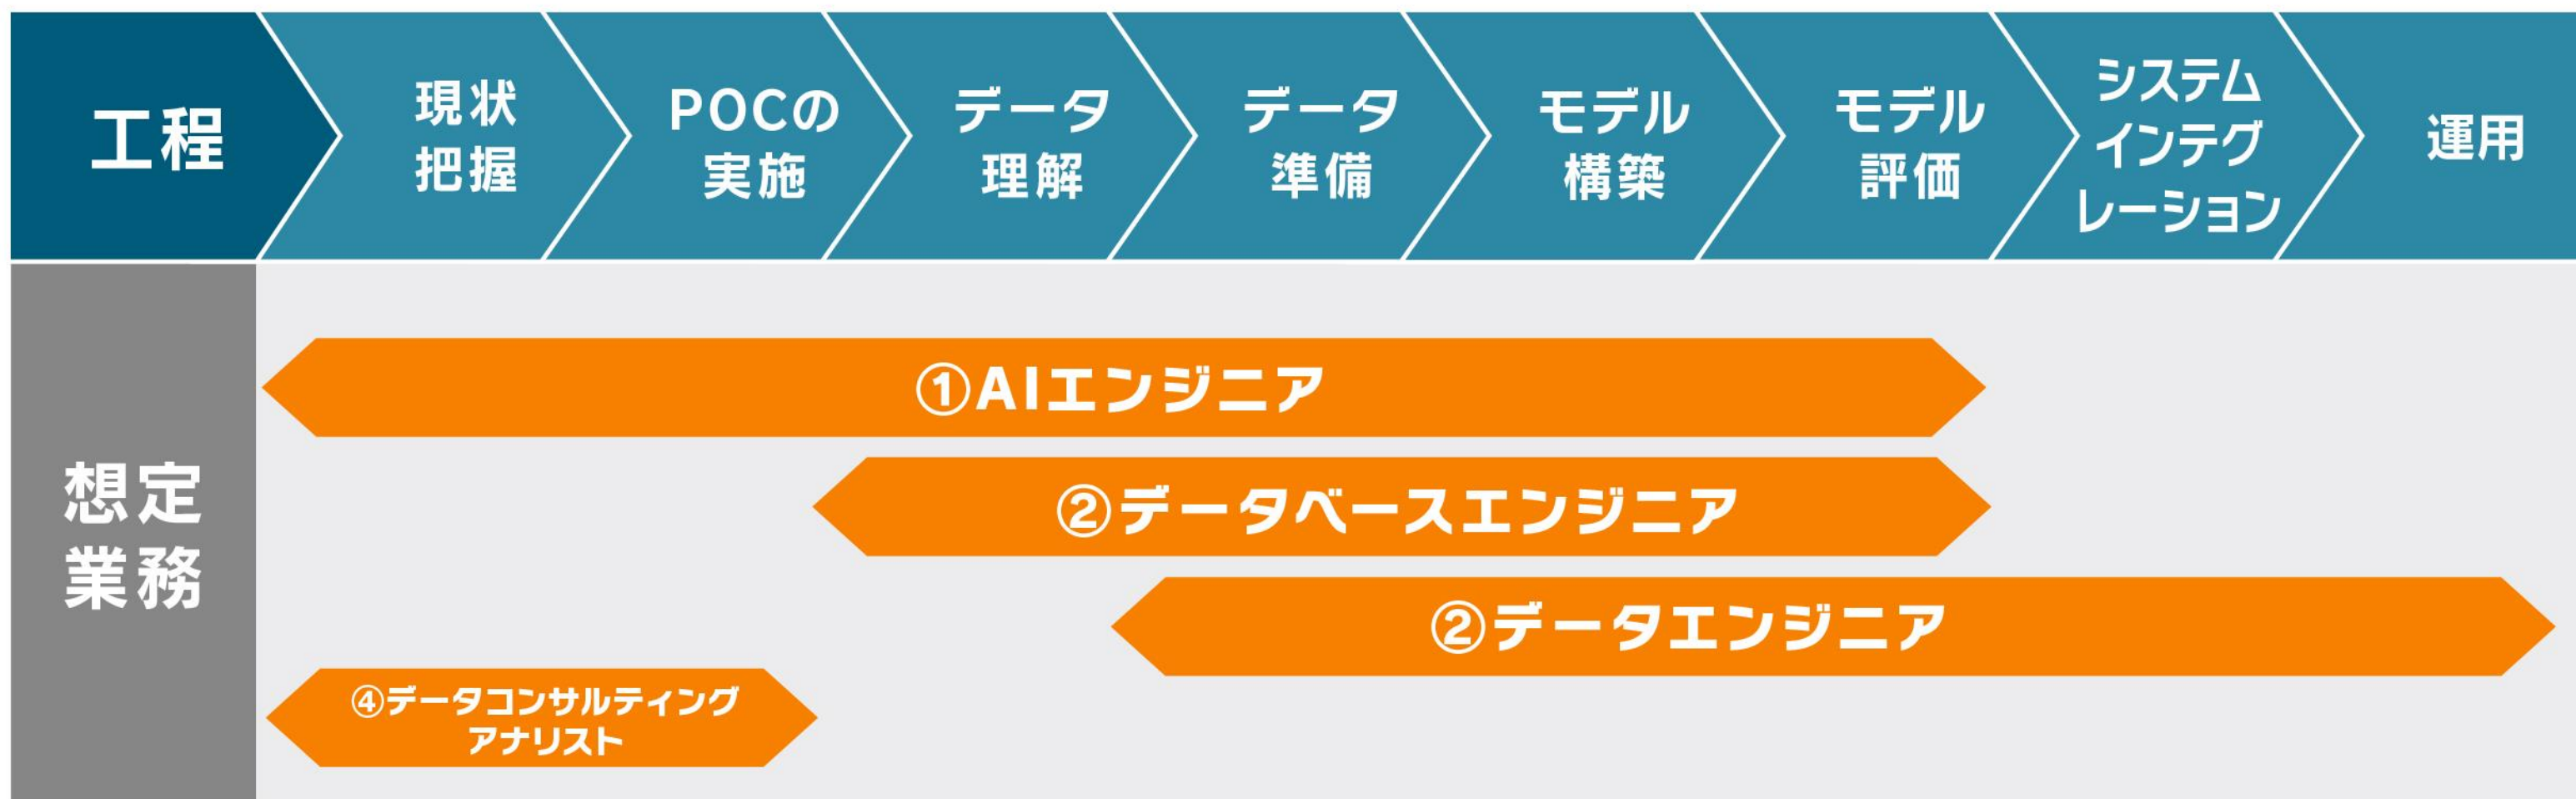 工程
現状
把握
POCの
実施
データ
理解
データ
準備
モデル
構築
モデル
評価
システム
インテグ
レーション
運用
想定
業務
①AIエンジニア
②データベースエンジニア
②データエンジニア
④データコンサルティング
アナリスト